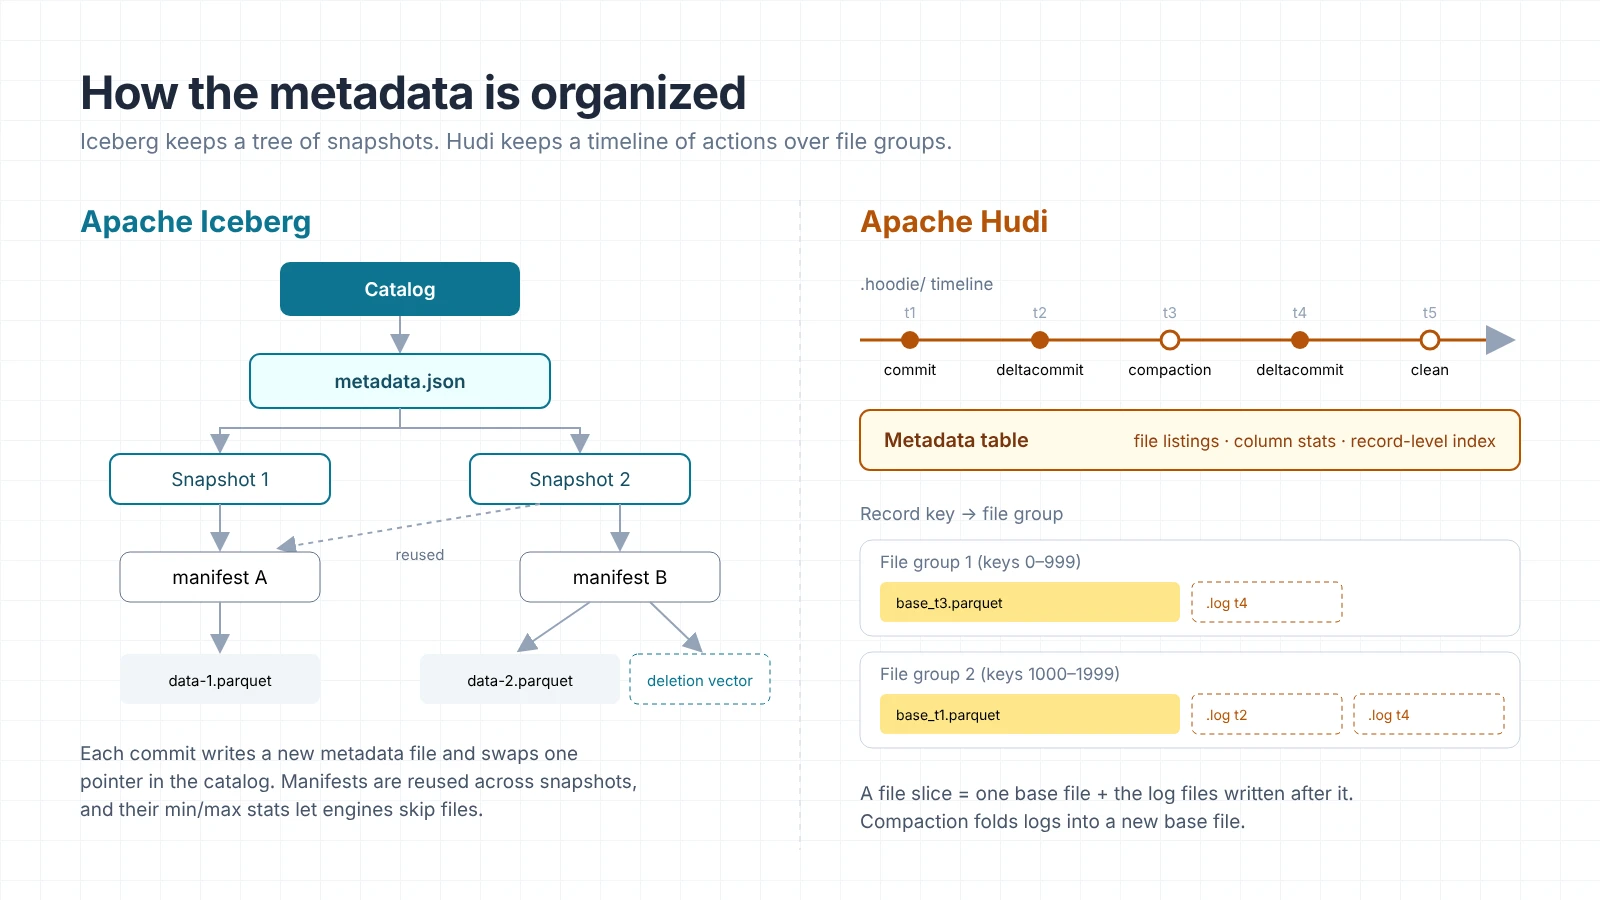 How the metadata is organized
Iceberg keeps a tree of snapshots. Hudi keeps a timeline of actions over file groups.
Apache Iceberg
Catalog
metadata.json
Snapshot 1
Snapshot 2
reused
manifest A
manifest B
data-1.parquet
data-2.parquet
deletion vector
Each commit writes a new metadata file and swaps one
pointer in the catalog. Manifests are reused across snapshots,
and their min/max stats let engines skip files.
Apache Hudi
.hoodie/ timeline
t1
t2
t3
t4
t5
commit
deltacommit
compaction
deltacommit
clean
Metadata table
file listings · column stats · record-level index
Record key → file group
File group 1 (keys 0–999)
base_t3.parquet
.log t4
File group 2 (keys 1000–1999)
base_t1.parquet
.log t2
.log t4
A file slice = one base file + the log files written after it.
Compaction folds logs into a new base file.